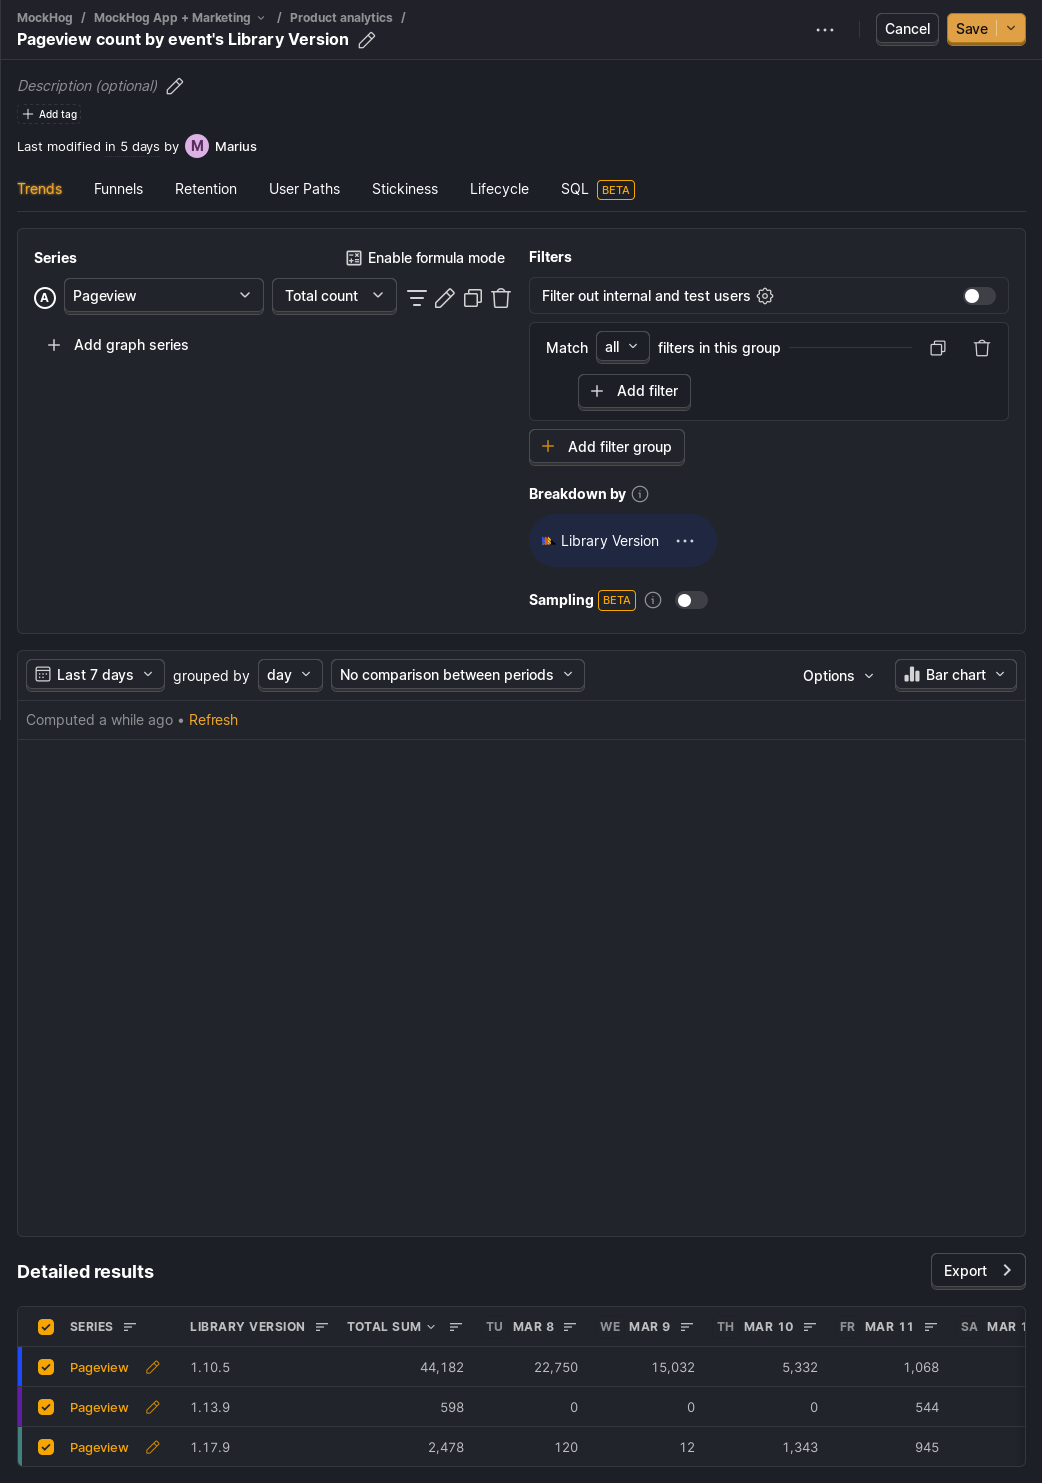 MockHog / MockHog App + Marketing / Product analytics /
Pageview count by event's Library Version
Cancel
Save
Description (optional)
Add tag
Last modified in 5 days by M Marius
Trends Funnels Retention User Paths Stickiness Lifecycle SQL BETA
Series
Enable formula mode
A Pageview Total count
Add graph series
Filters
Filter out internal and test users
Match all filters in this group
Add filter
Add filter group
Breakdown by
Library Version
Sampling BETA
Last 7 days grouped by day No comparison between periods Options Bar chart
Computed a while ago • Refresh
Detailed results
Export
SERIES LIBRARY VERSION TOTAL SUM TU MAR 8 WE MAR 9 TH MAR 10 FR MAR 11 SA MAR 1
Pageview 1.10.5 44,182 22,750 15,032 5,332 1,068
Pageview 1.13.9 598 0 0 0 544
Pageview 1.17.9 2,478 120 12 1,343 945